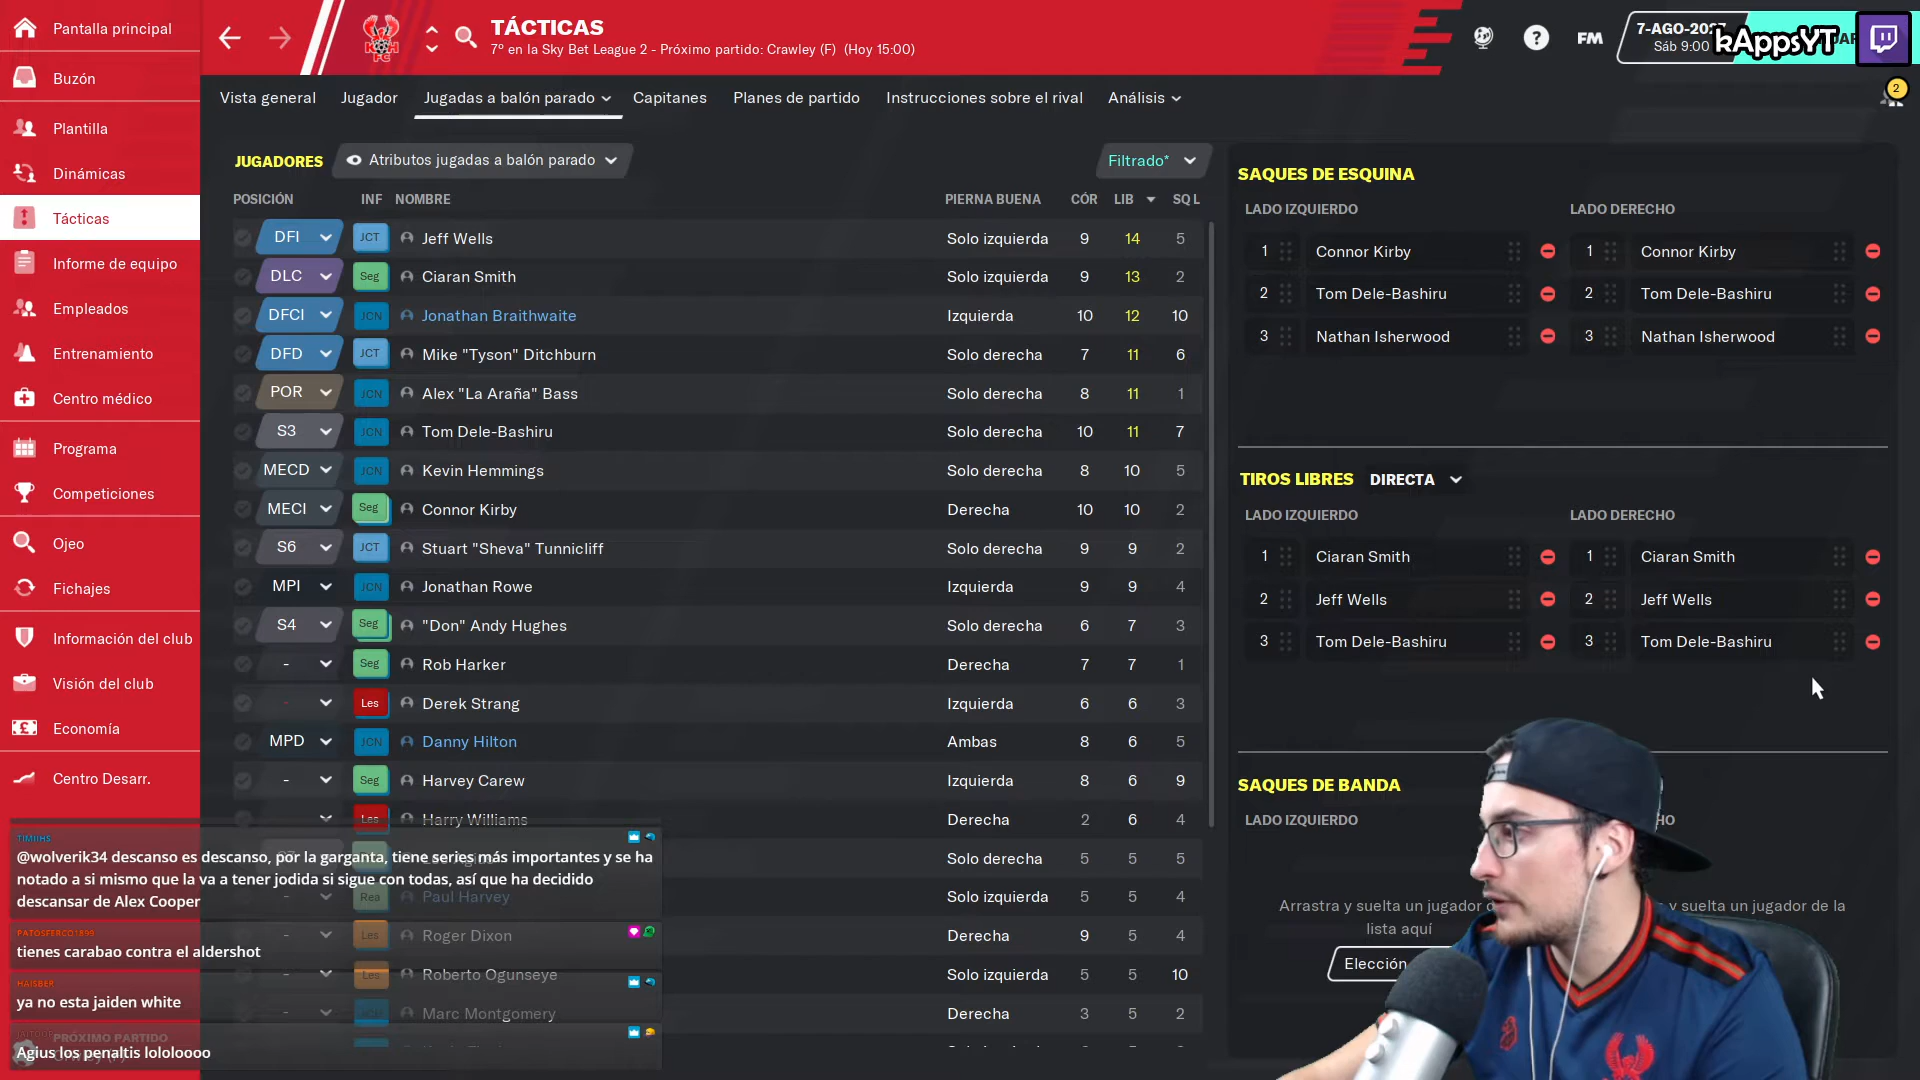 Pantalla principal
Buzón
Plantilla
Dinámicas
Tácticas
Informe de equipo
Empleados
Entrenamiento
Centro médico
Programa
Competiciones
Ojeo
Fichajes
Información del club
Visión del club
Economía
Centro Desarr.
TÁCTICAS
7º en la Sky Bet League 2 - Próximo partido: Crawley (F) (Hoy 15:00)
FM
7-AGO-2027
Sáb 9:00
kAppsYT
2
Vista general
Jugador
Jugadas a balón parado
Capitanes
Planes de partido
Instrucciones sobre el rival
Análisis
JUGADORES
Atributos jugadas a balón parado
Filtrado*
POSICIÓN INF NOMBRE PIERNA BUENA CÓR LIB SQ L
DFI JCT Jeff Wells Solo izquierda 9 14 5
DLC Seg Ciaran Smith Solo izquierda 9 13 2
DFCI JCN Jonathan Braithwaite Izquierda 10 12 10
DFD JCT Mike "Tyson" Ditchburn Solo derecha 7 11 6
POR JCN Alex "La Araña" Bass Solo derecha 8 11 1
S3 JCN Tom Dele-Bashiru Solo derecha 10 11 7
MECD JCN Kevin Hemmings Solo derecha 8 10 5
MECI Seg Connor Kirby Derecha 10 10 2
S6 JCT Stuart "Sheva" Tunnicliff Solo derecha 9 9 2
MPI JCN Jonathan Rowe Izquierda 9 9 4
S4 Seg "Don" Andy Hughes Solo derecha 6 7 3
- Seg Rob Harker Derecha 7 7 1
- Les Derek Strang Izquierda 6 6 3
MPD JCN Danny Hilton Ambas 8 6 5
- Seg Harvey Carew Izquierda 8 6 9
Les Harry Williams Derecha 2 6 4
Solo derecha 5 5 5
- Rea Paul Harvey Solo izquierda 5 5 4
- Les Roger Dixon Derecha 9 5 4
- Les Roberto Ogunseye Solo izquierda 5 5 10
- Marc Montgomery Derecha 3 5 2
TIMIIHS
@wolverik34 descanso es descanso, por la garganta, tiene series más importantes y se ha
notado a si mismo que la va a tener jodida si sigue con todas, así que ha decidido
descansar de Alex Cooper
PATOSFERCO1899
tienes carabao contra el aldershot
HAISBER
ya no esta jaiden white
PRÓXIMO PARTIDO
Agius los penaltis lololoooo
SAQUES DE ESQUINA
LADO IZQUIERDO LADO DERECHO
1 Connor Kirby 1 Connor Kirby
2 Tom Dele-Bashiru 2 Tom Dele-Bashiru
3 Nathan Isherwood 3 Nathan Isherwood
TIROS LIBRES DIRECTA
LADO IZQUIERDO LADO DERECHO
1 Ciaran Smith 1 Ciaran Smith
2 Jeff Wells 2 Jeff Wells
3 Tom Dele-Bashiru 3 Tom Dele-Bashiru
SAQUES DE BANDA
LADO IZQUIERDO
Arrastra y suelta un jugador d
y suelta un jugador de la
lista aquí
Elección